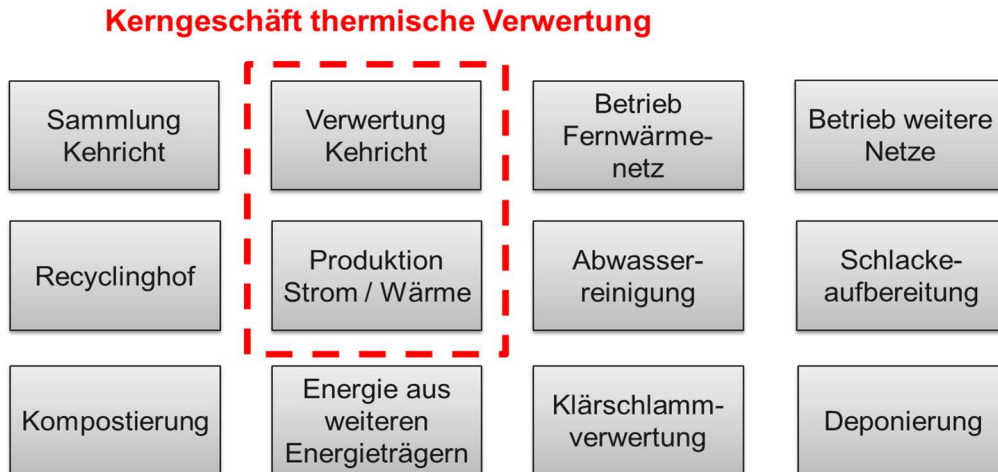 Kerngeschäft thermische Verwertung
Sammlung
Kehricht
Verwertung
Kehricht
Betrieb
Fernwärme-
netz
Betrieb weitere
Netze
Recyclinghof
Produktion
Strom / Wärme
Abwasser-
reinigung
Schlacke-
aufbereitung
Kompostierung
Energie aus
weiteren
Energieträgern
Klärschlamm-
verwertung
Deponierung